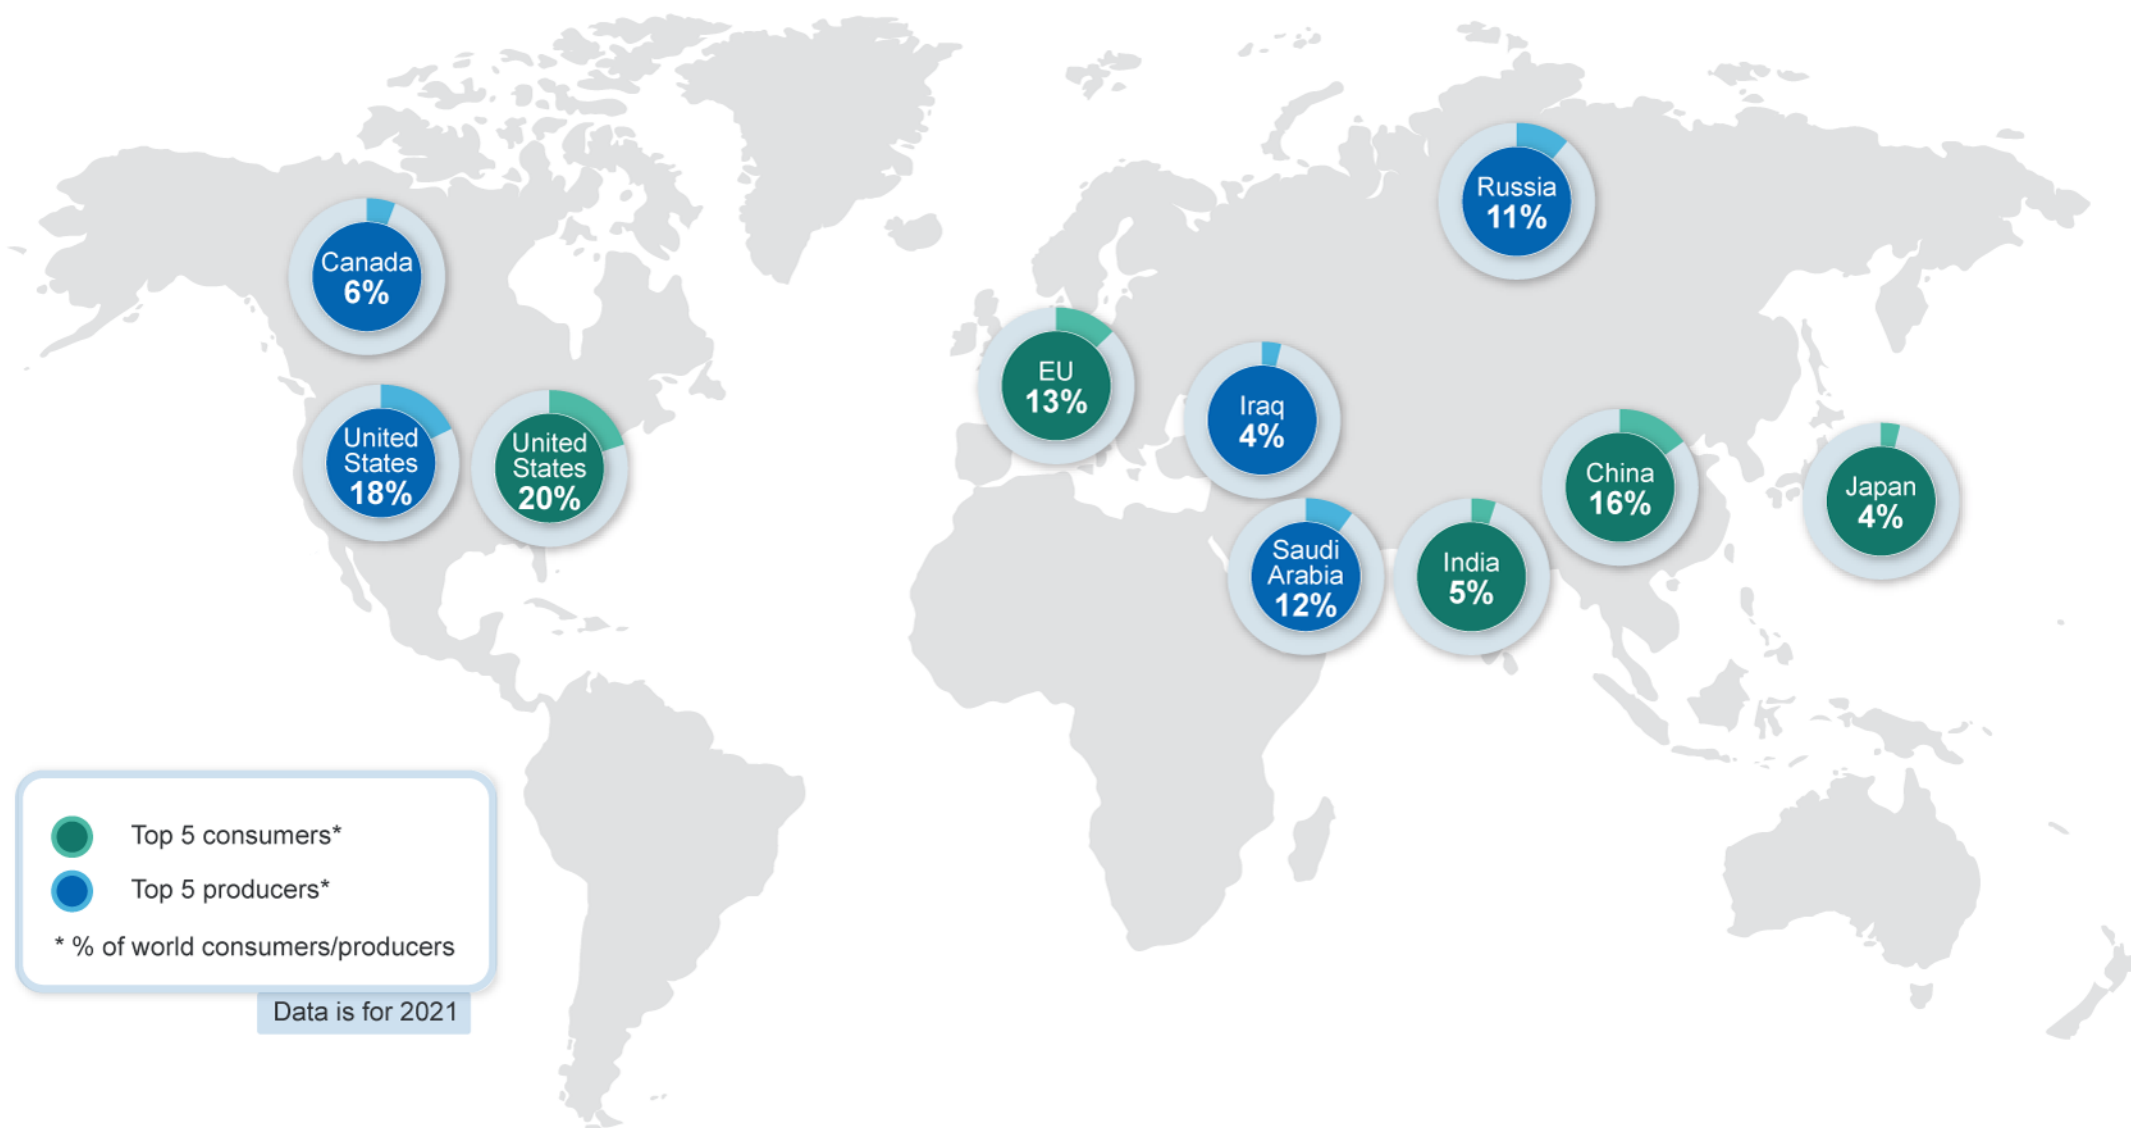 Russia
11%
Canada
6%
EU
13%
Iraq
4%
United
States
18%
United
States
20%
China
16%
Japan
4%
Saudi
Arabia
12%
India
5%
Top 5 consumers*
Top 5 producers*
* % of world consumers/producers
Data is for 2021